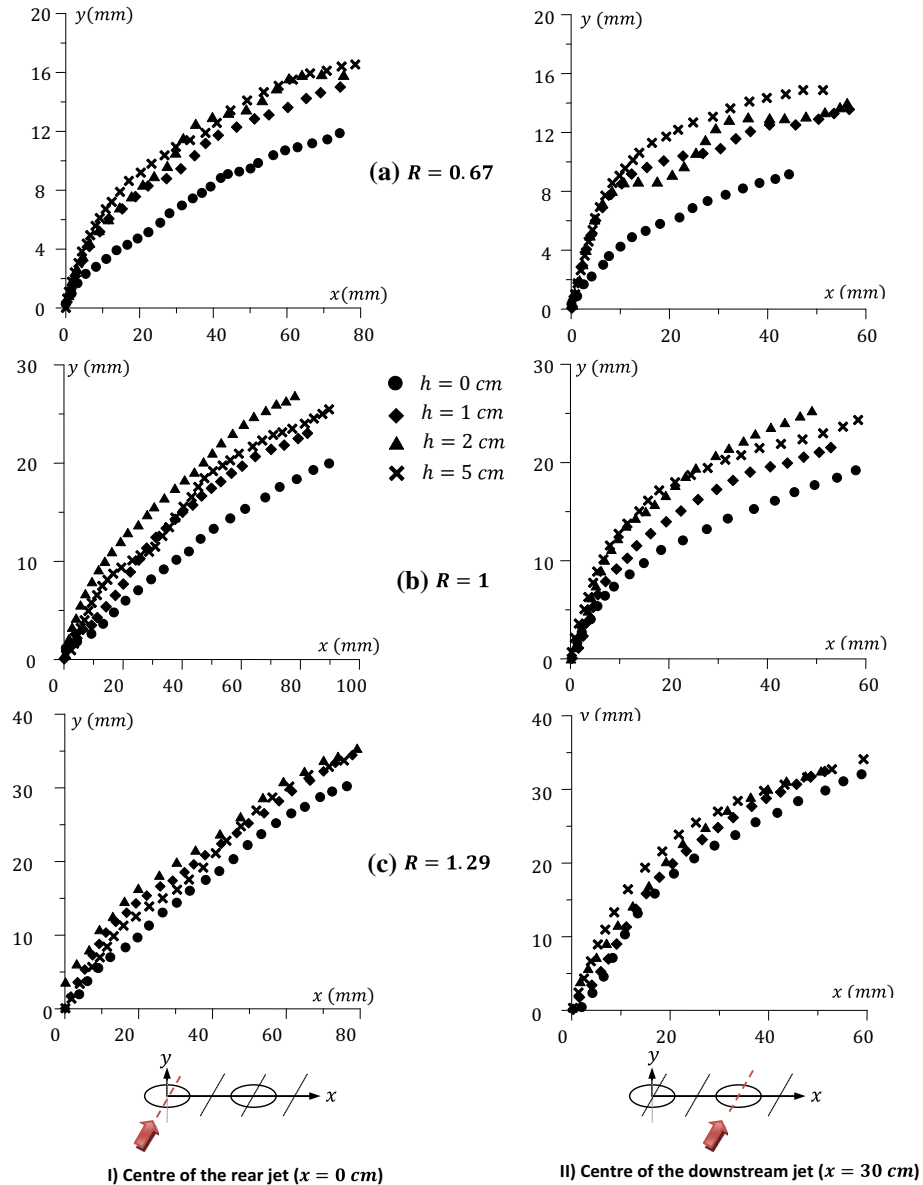 20
y(mm)
16
12
8
4
0
0 20 40 60 80
x(mm)
20
y (mm)
16
12
8
4
0
0 20 40 60
x (mm)
(a) R = 0.67
30
y (mm)
20
10
0
0 20 40 60 80 100
x (mm)
h = 0 cm
h = 1 cm
h = 2 cm
h = 5 cm
30
y (mm)
20
10
0
0 20 40 60
x (mm)
(b) R = 1
40
y (mm)
30
20
10
0
0 20 40 60 80
x (mm)
40
y (mm)
30
20
10
0
0 20 40 60
x (mm)
(c) R = 1.29
y
x
y
x
I) Centre of the rear jet (x = 0 cm)
II) Centre of the downstream jet (x = 30 cm)